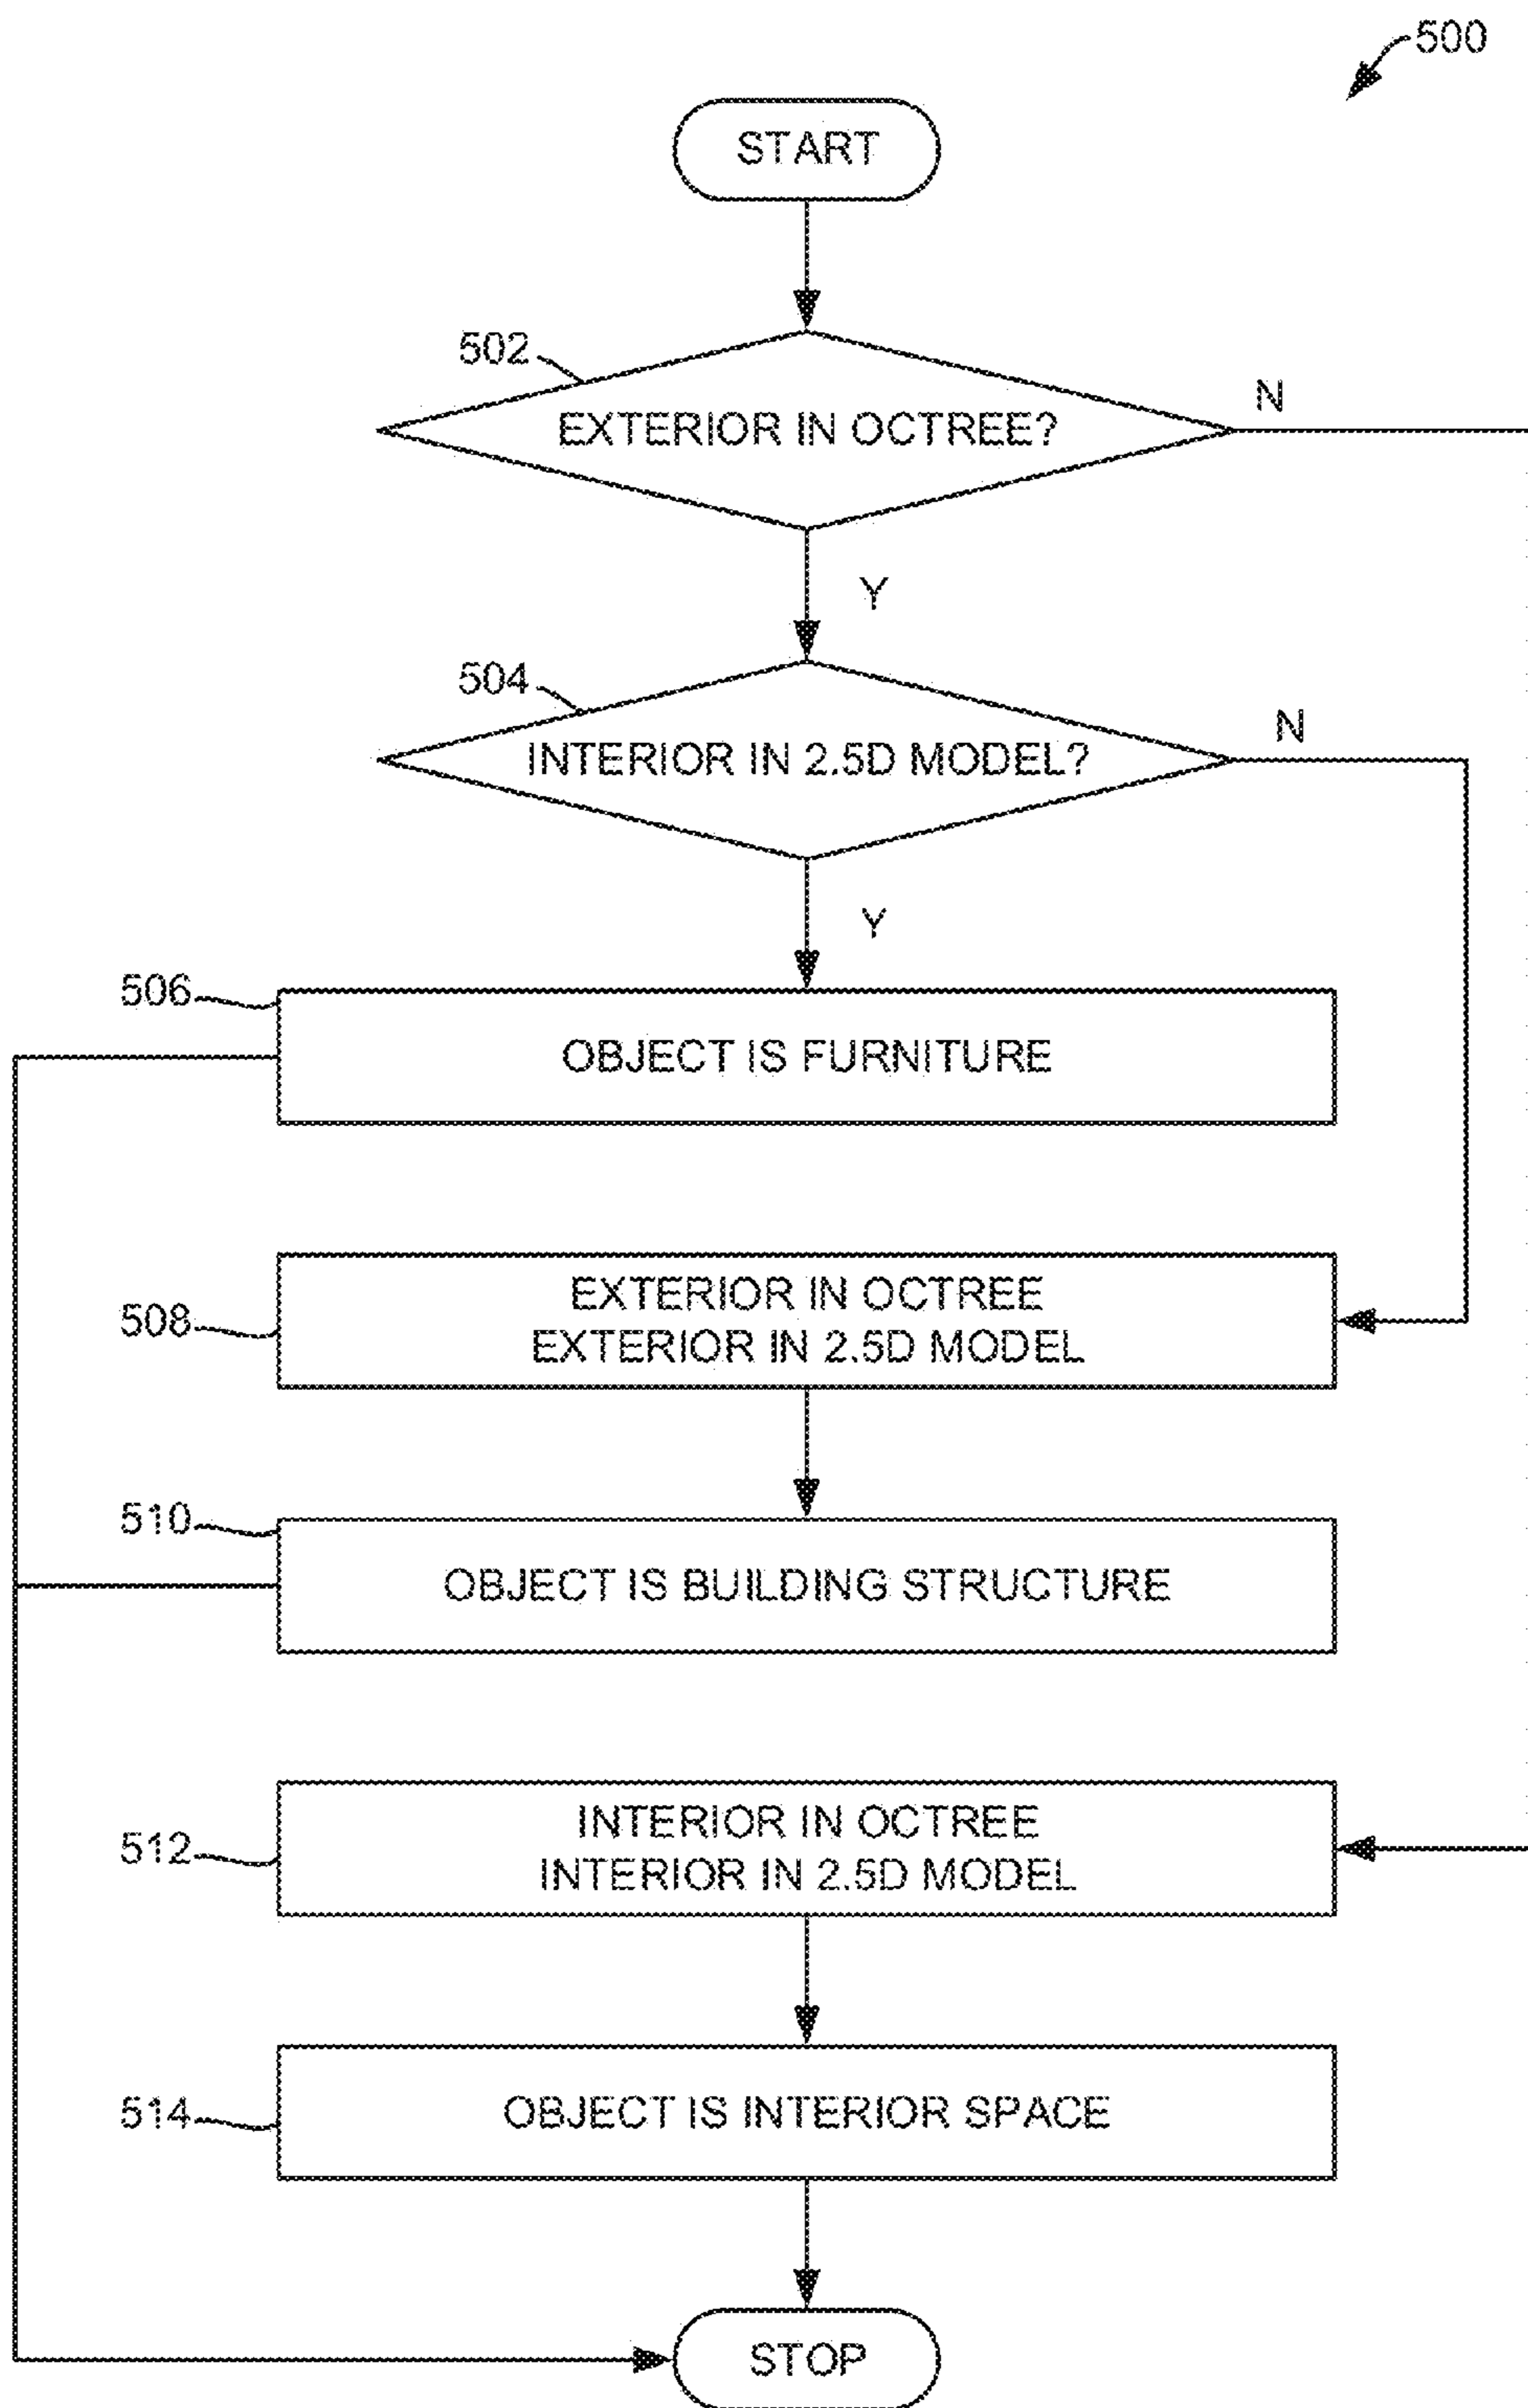 500
START
502
EXTERIOR IN OCTREE?
N
Y
504
INTERIOR IN 2.5D MODEL?
N
Y
506
OBJECT IS FURNITURE
508
EXTERIOR IN OCTREE
EXTERIOR IN 2.5D MODEL
510
OBJECT IS BUILDING STRUCTURE
512
INTERIOR IN OCTREE
INTERIOR IN 2.5D MODEL
514
OBJECT IS INTERIOR SPACE
STOP